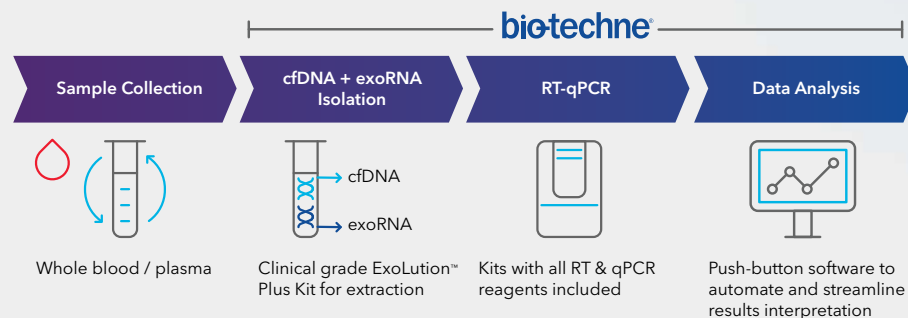 bio-techne®
Sample Collection
cfDNA + exoRNA
Isolation
RT-qPCR
Data Analysis
cfDNA
exoRNA
Whole blood / plasma
Clinical grade ExoLution™
Plus Kit for extraction
Kits with all RT & qPCR
reagents included
Push-button software to
automate and streamline
results interpretation